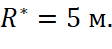 R* = 5 м.